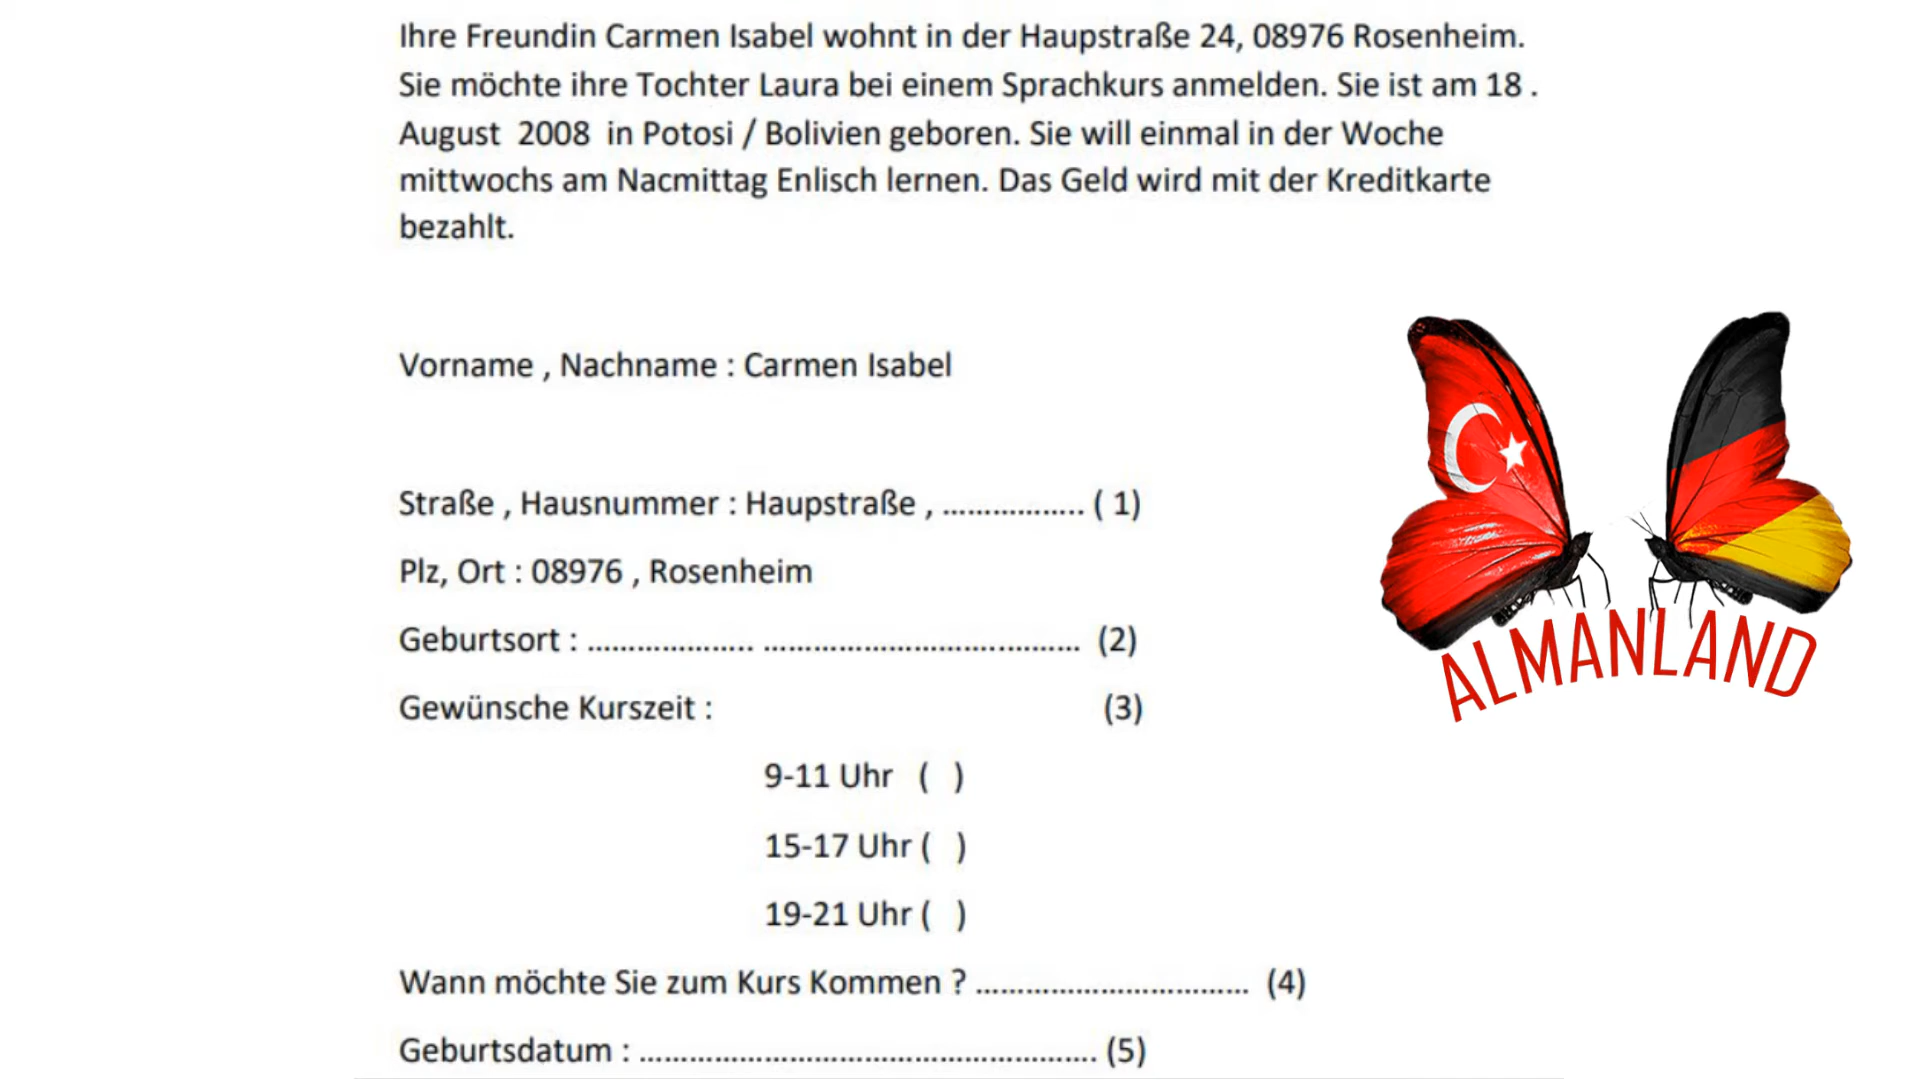 Ihre Freundin Carmen Isabel wohnt in der Haupstraße 24, 08976 Rosenheim.
Sie möchte ihre Tochter Laura bei einem Sprachkurs anmelden. Sie ist am 18 .
August 2008 in Potosi / Bolivien geboren. Sie will einmal in der Woche
mittwochs am Nacmittag Enlisch lernen. Das Geld wird mit der Kreditkarte
bezahlt.
Vorname , Nachname : Carmen Isabel
Straße , Hausnummer : Haupstraße , ................. ( 1)
Plz, Ort : 08976 , Rosenheim
Geburtsort : .................... ...................................... (2)
Gewünsche Kurszeit : (3)
9-11 Uhr ( )
15-17 Uhr ( )
19-21 Uhr ( )
Wann möchte Sie zum Kurs Kommen ? ................................. (4)
Geburtsdatum : ....................................................... (5)
ALMANLAND